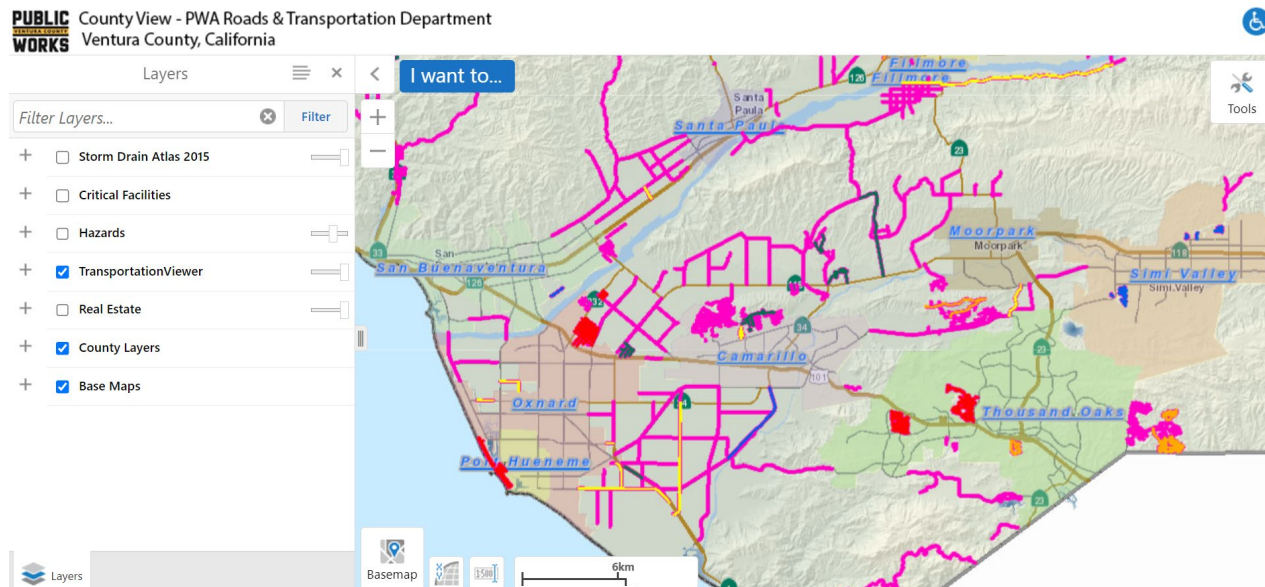 PUBLIC
VENTURA COUNTY
WORKS
County View - PWA Roads & Transportation Department
Ventura County, California
Layers
I want to...
Tools
Filter Layers...
Filter
Storm Drain Atlas 2015
Critical Facilities
Hazards
TransportationViewer
Real Estate
County Layers
Base Maps
Layers
Fillmore
Fillmore
126
Santa
Paula
Santa Paula
23
33
San
San Buenaventura
126
Moorpark
Moorpark
118
Simi Valley
Simi Valley
34
Camarillo
101
23
Oxnard
Thousand Oaks
Port Hueneme
23
Basemap
6km